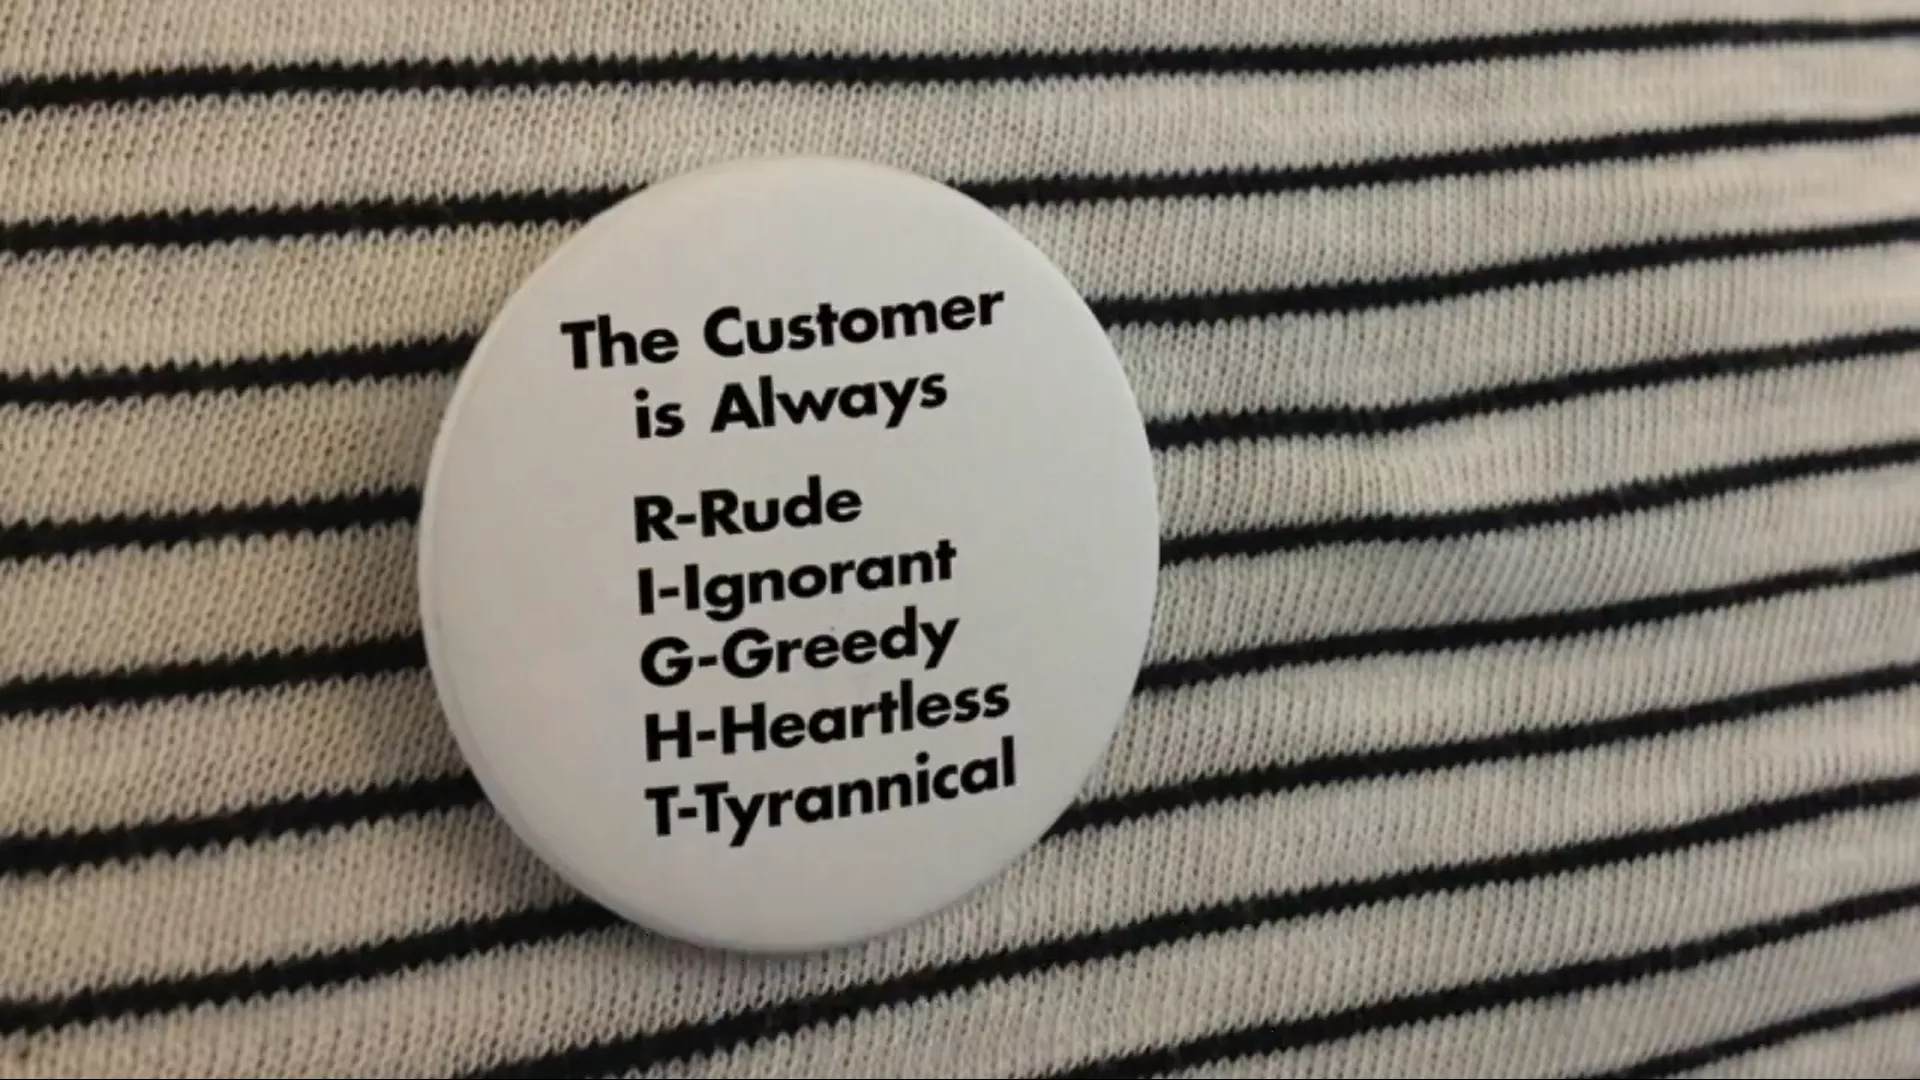 The Customer
is Always
R-Rude
I-Ignorant
G-Greedy
H-Heartless
T-Tyrannical